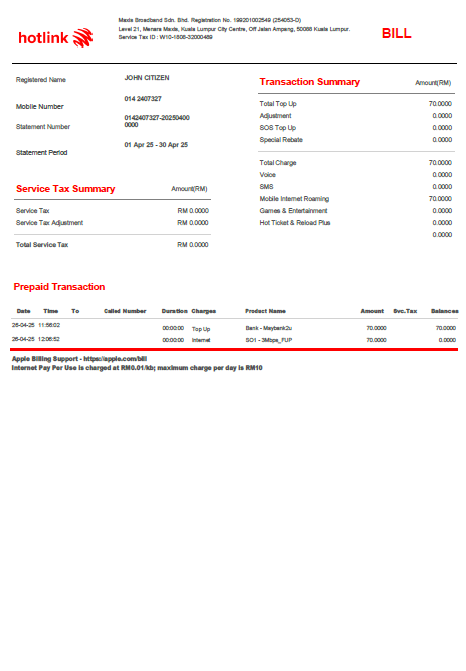 hotlink
Maxis Broadband Sdn. Bhd. Registration No. 199201002549 (254053-D)
Level 21, Menara Maxis, Kuala Lumpur City Centre, Off Jalan Ampang, 50088 Kuala Lumpur.
Service Tax ID : W10-1808-32000489
BILL
Registered Name JOHN CITIZEN
Mobile Number 014 2407327
Statement Number 0142407327-20250400
0000
Statement Period 01 Apr 25 - 30 Apr 25
Service Tax Summary Amount(RM)
Service Tax RM 0.0000
Service Tax Adjustment RM 0.0000
Total Service Tax RM 0.0000
Transaction Summary Amount(RM)
Total Top Up 70.0000
Adjustment 0.0000
SOS Top Up 0.0000
Special Rebate 0.0000
Total Charge 70.0000
Voice 0.0000
SMS 0.0000
Mobile Internet Roaming 70.0000
Games & Entertainment 0.0000
Hot Ticket & Reload Plus 0.0000
0.0000
Prepaid Transaction
Date Time To Called Number Duration Charges Product Name Amount Svc.Tax Balances
26-04-25 11:56:02 00:00:00 Top Up Bank - Maybank2u 70.0000 70.0000
26-04-25 12:06:52 00:00:00 Internet SO1 - 3Mbps_FUP 70.0000 0.0000
Apple Billing Support - https://apple.com/bill
Internet Pay Per Use is charged at RM0.01/kb; maximum charge per day is RM10